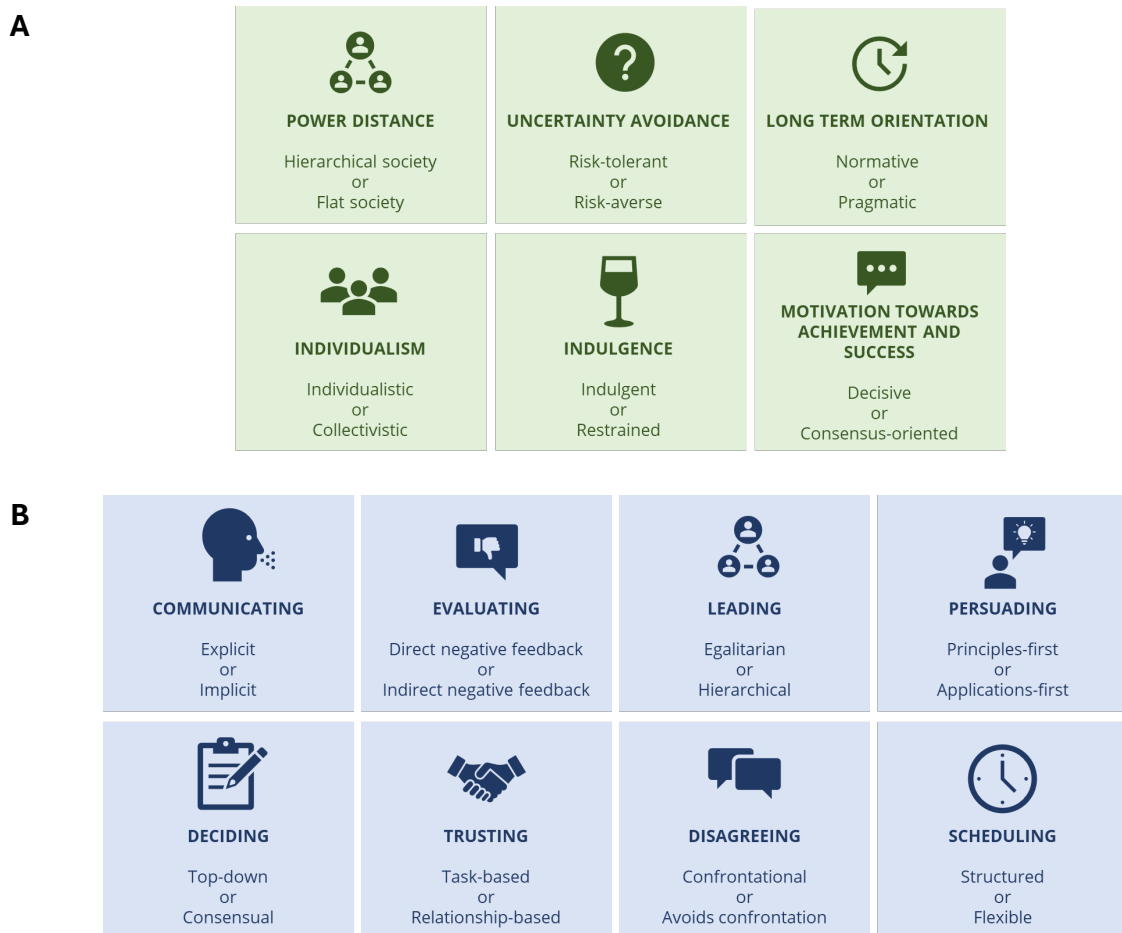 A
POWER DISTANCE
Hierarchical society
or
Flat society
UNCERTAINTY AVOIDANCE
Risk-tolerant
or
Risk-averse
LONG TERM ORIENTATION
Normative
or
Pragmatic
INDIVIDUALISM
Individualistic
or
Collectivistic
INDULGENCE
Indulgent
or
Restrained
MOTIVATION TOWARDS
ACHIEVEMENT AND
SUCCESS
Decisive
or
Consensus-oriented
B
COMMUNICATING
Explicit
or
Implicit
EVALUATING
Direct negative feedback
or
Indirect negative feedback
LEADING
Egalitarian
or
Hierarchical
PERSUADING
Principles-first
or
Applications-first
DECIDING
Top-down
or
Consensual
TRUSTING
Task-based
or
Relationship-based
DISAGREEING
Confrontational
or
Avoids confrontation
SCHEDULING
Structured
or
Flexible